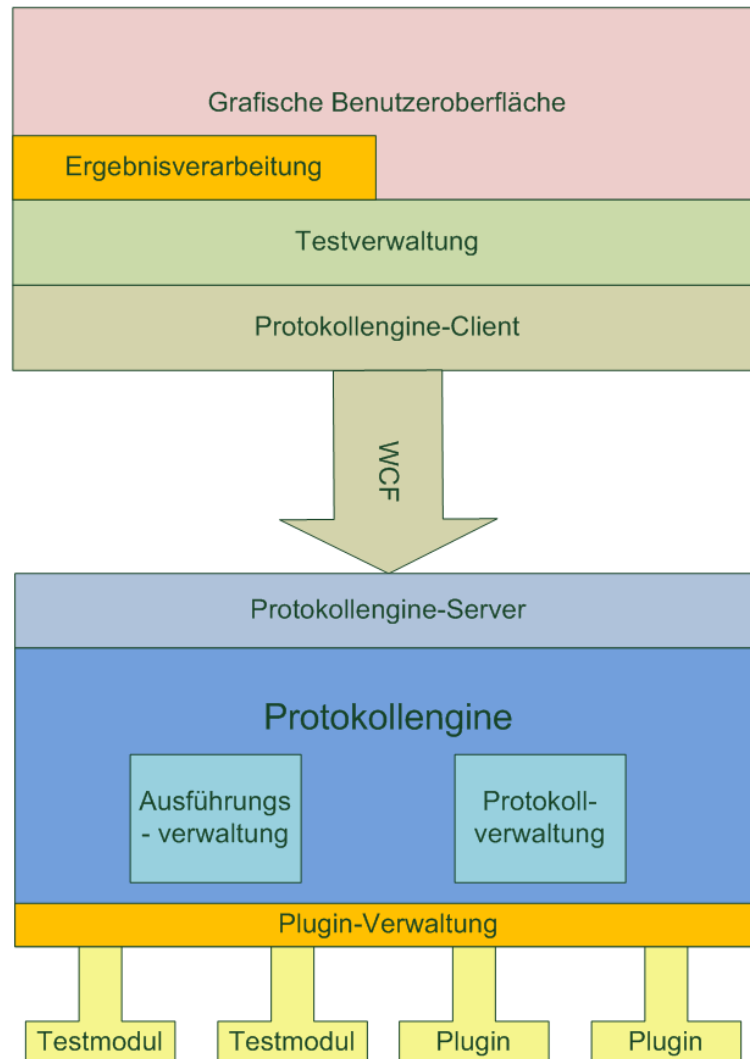 Grafische Benutzeroberfläche
Ergebnisverarbeitung
Testverwaltung
Protokollengine-Client
WCF
Protokollengine-Server
Protokollengine
Ausführungs
- verwaltung
Protokoll-
verwaltung
Plugin-Verwaltung
Testmodul
Testmodul
Plugin
Plugin